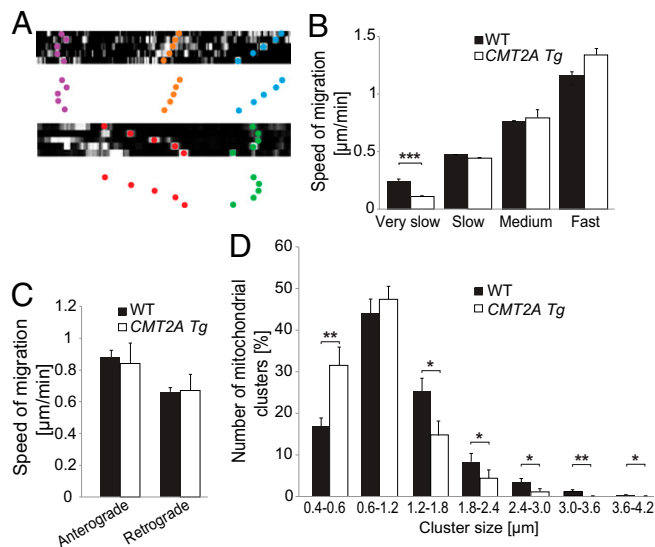 A
B
Speed of migration
[µm/min]
1.5
1
0.5
0
WT
CMT2A Tg
***
Very slow
Slow
Medium
Fast
C
Speed of migration
[µm/min]
1.2
1
0.8
0.6
0.4
0.2
0
WT
CMT2A Tg
Anterograde
Retrograde
D
Number of mitochondrial
clusters [%]
60
50
40
30
20
10
0
WT
CMT2A Tg
**
*
*
*
**
*
0.4-0.6
0.6-1.2
1.2-1.8
1.8-2.4
2.4-3.0
3.0-3.6
3.6-4.2
Cluster size [µm]